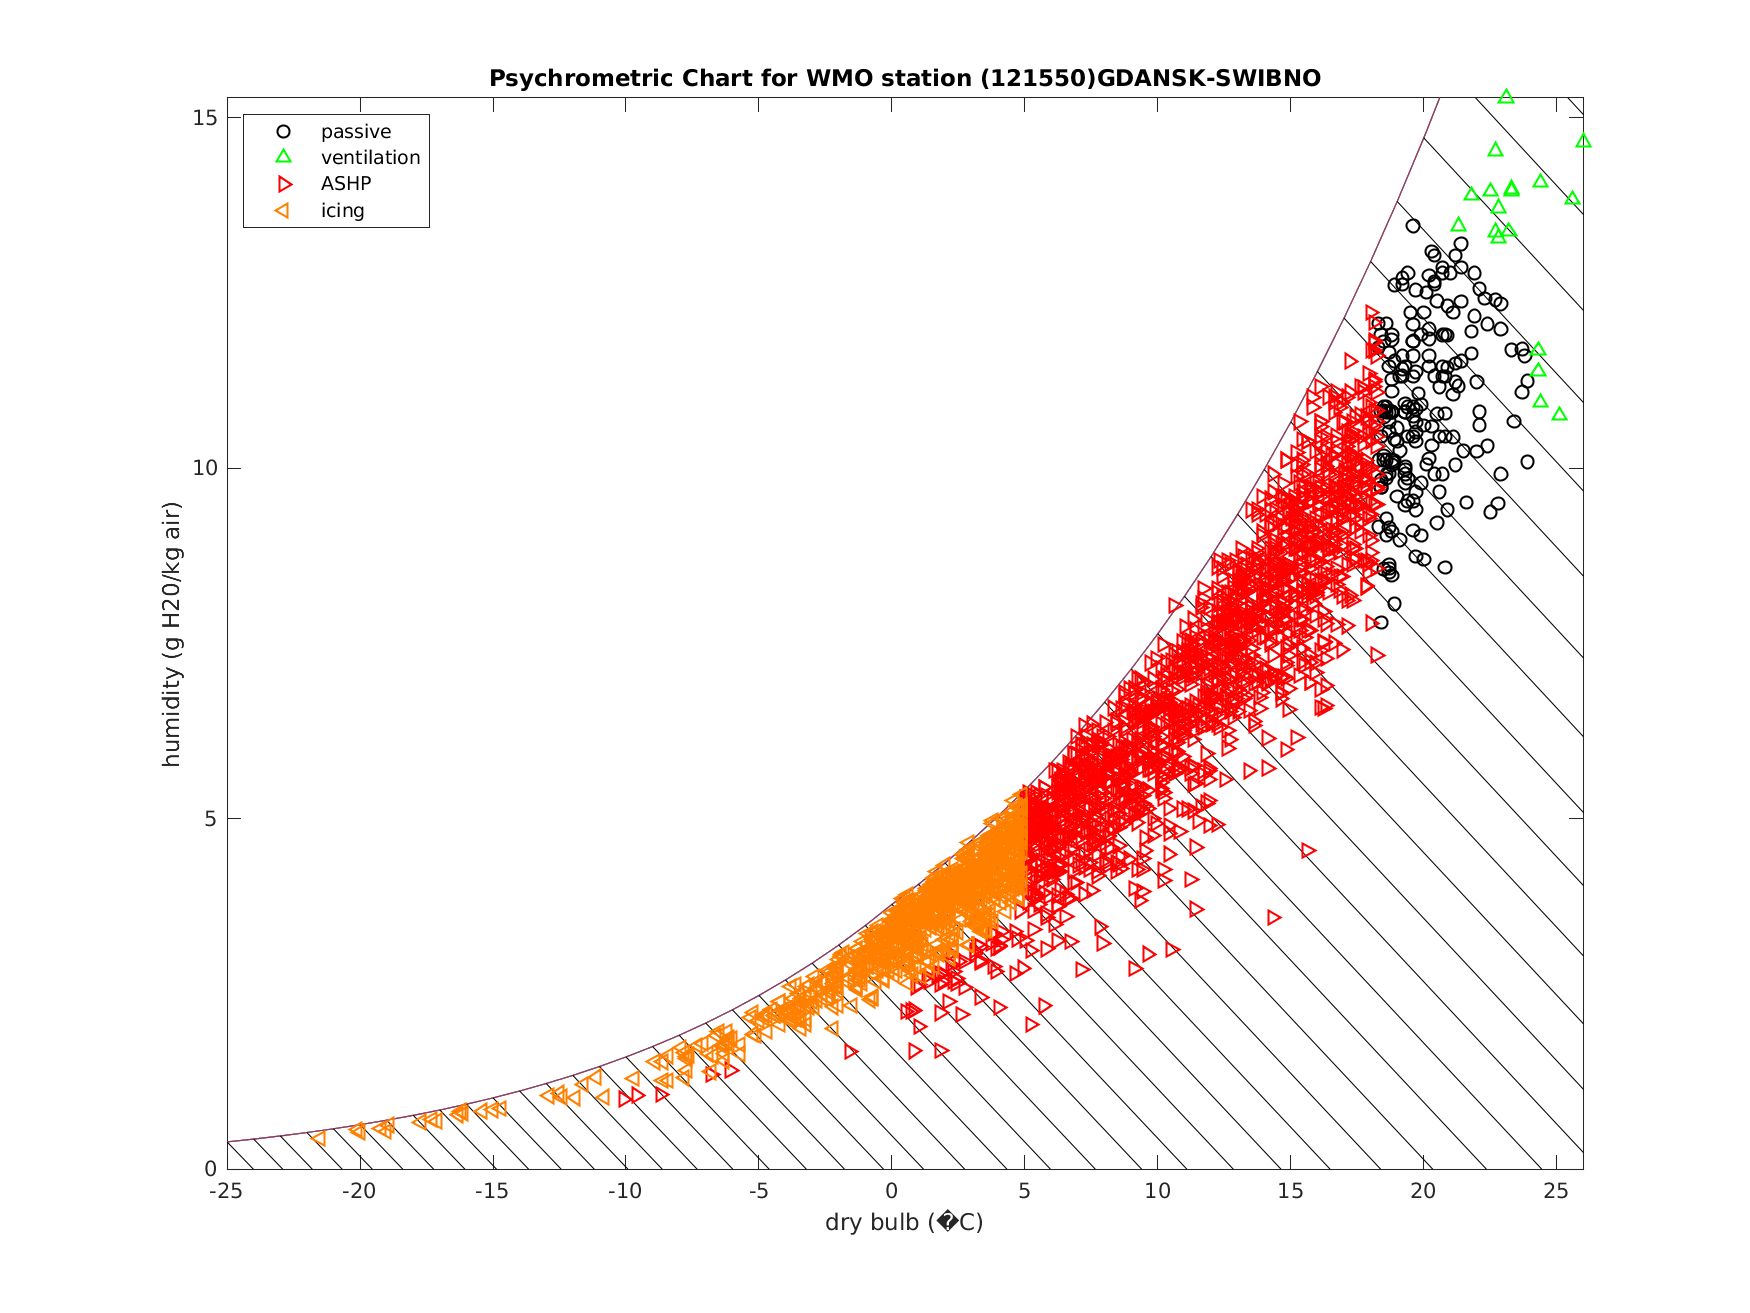 Psychrometric Chart for WMO station (121550)GDANSK-SWIBNO
passive
ventilation
ASHP
icing
humidity (g H20/kg air)
15
10
5
0
-25 -20 -15 -10 -5 0 5 10 15 20 25
dry bulb (�C)